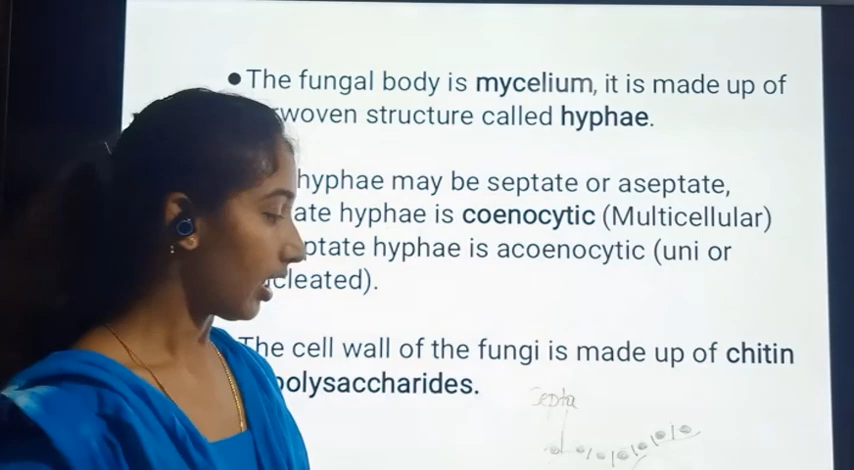 ●The fungal body is mycelium, it is made up of
woven structure called hyphae.
hyphae may be septate or aseptate,
ate hyphae is coenocytic (Multicellular)
ptate hyphae is acoenocytic (uni or
cleated).
The cell wall of the fungi is made up of chitin
polysaccharides.
Septa